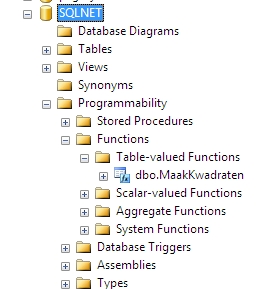 SQLNET
Database Diagrams
Tables
Views
Synonyms
Programmability
Stored Procedures
Functions
Table-valued Functions
dbo.MaakKwadraten
Scalar-valued Functions
Aggregate Functions
System Functions
Database Triggers
Assemblies
Types